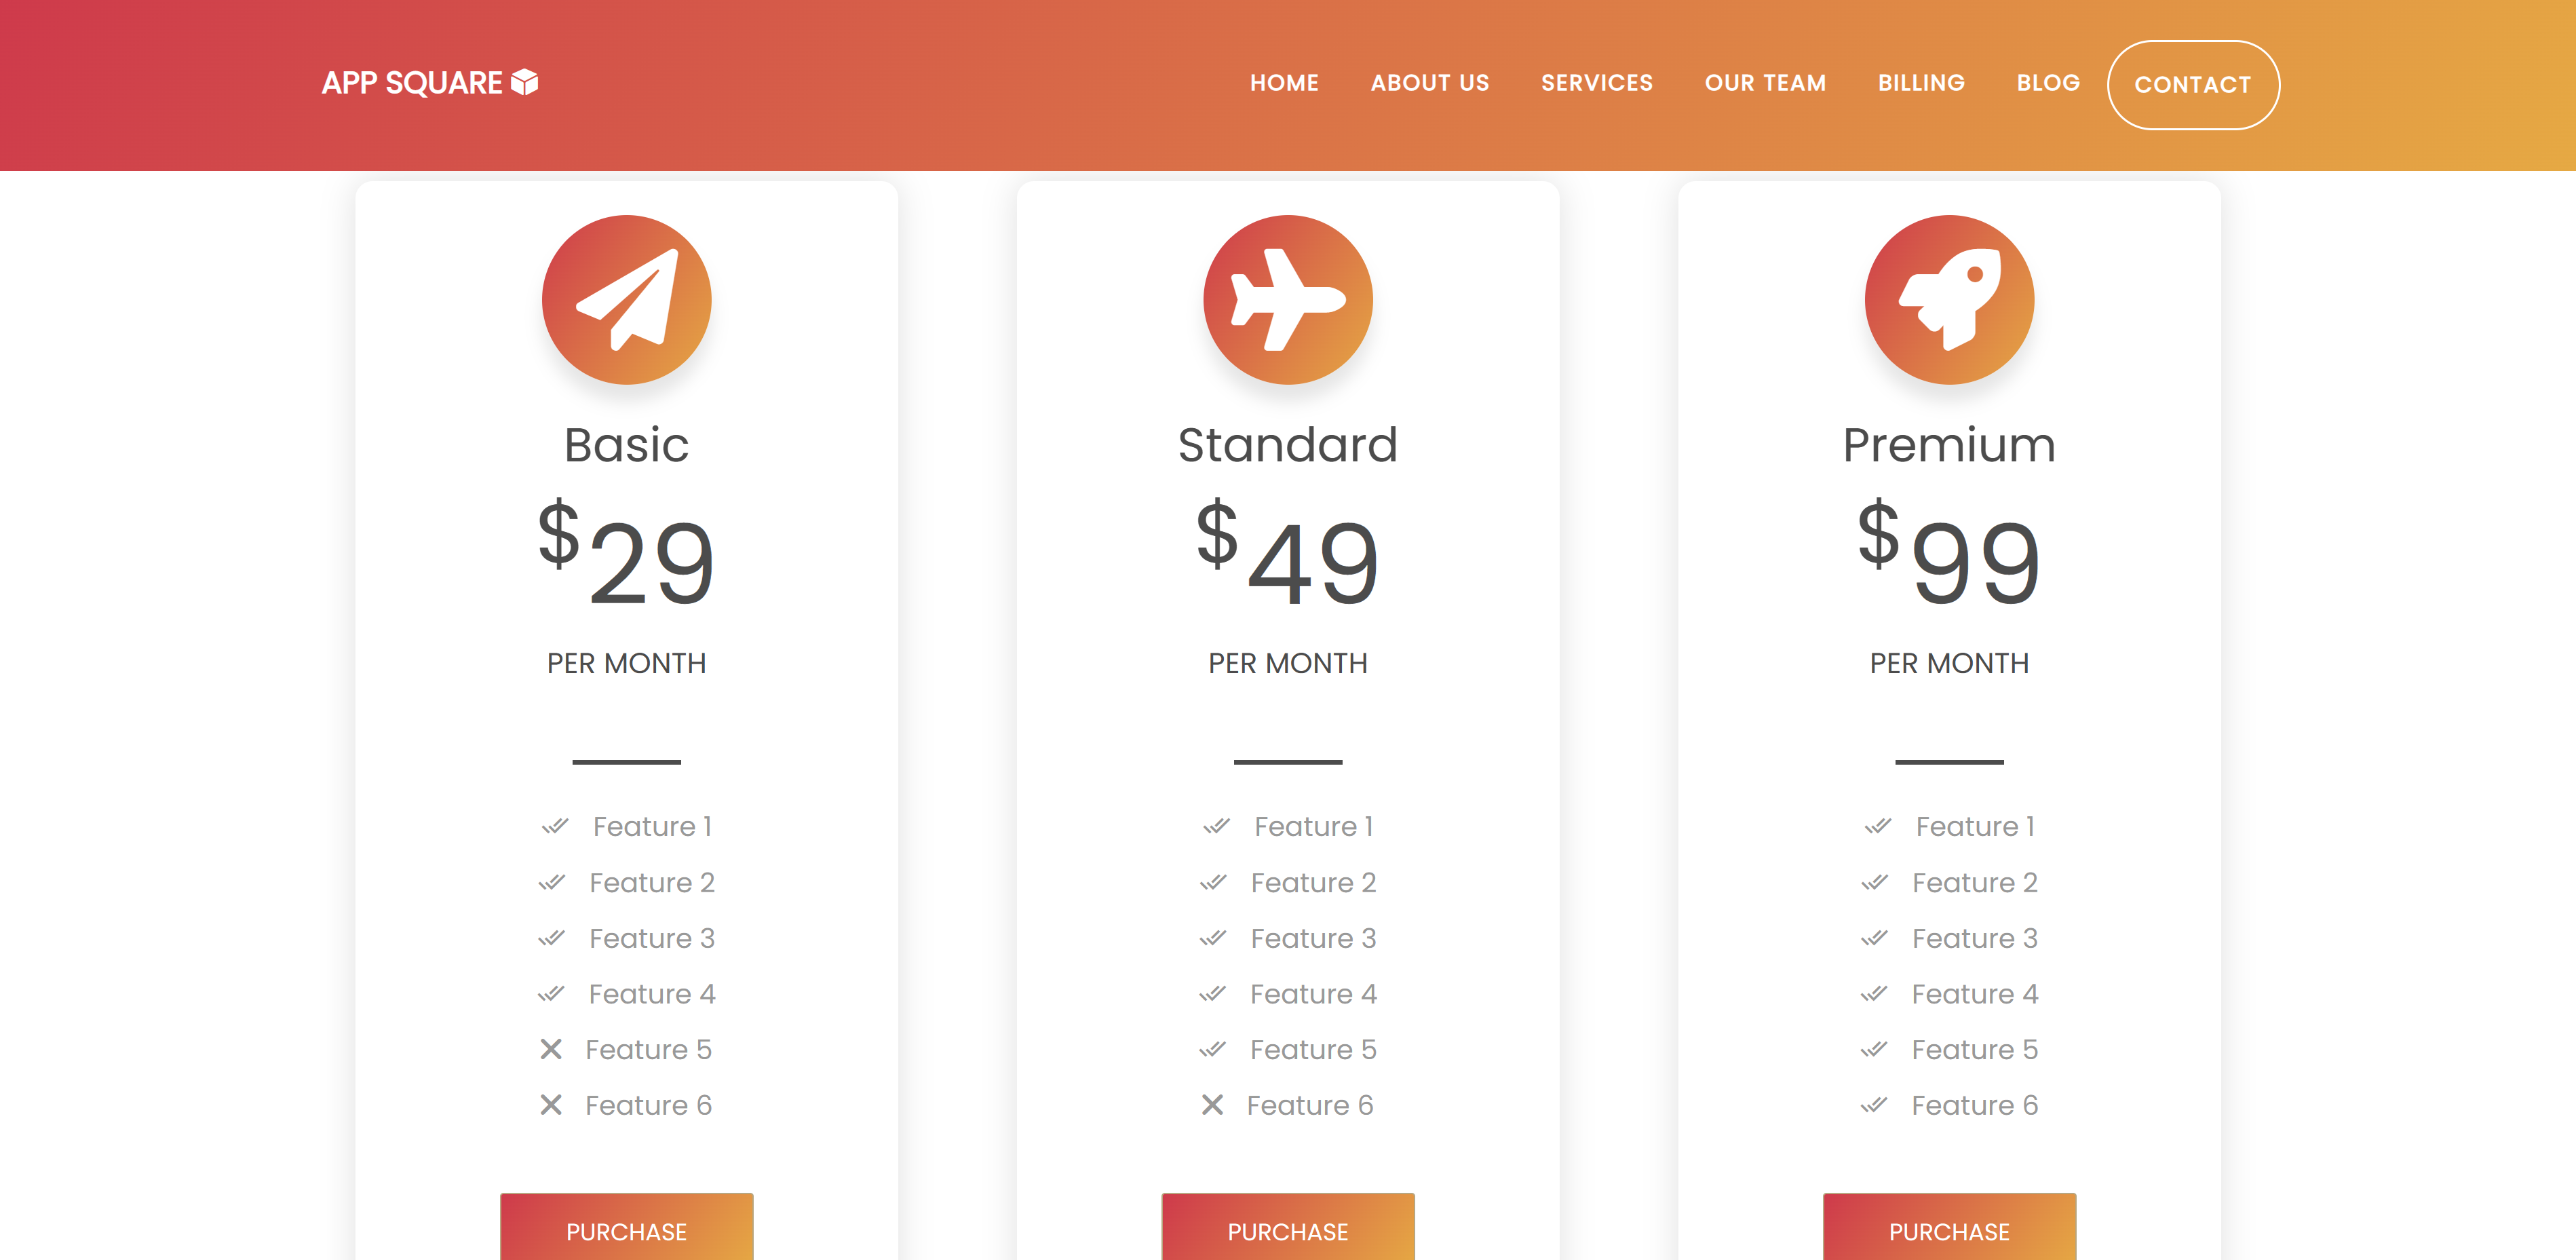 APP SQUARE
HOME ABOUT US SERVICES OUR TEAM BILLING BLOG CONTACT
Basic
$29
PER MONTH
Feature 1
Feature 2
Feature 3
Feature 4
Feature 5
Feature 6
PURCHASE
Standard
$49
PER MONTH
Feature 1
Feature 2
Feature 3
Feature 4
Feature 5
Feature 6
PURCHASE
Premium
$99
PER MONTH
Feature 1
Feature 2
Feature 3
Feature 4
Feature 5
Feature 6
PURCHASE